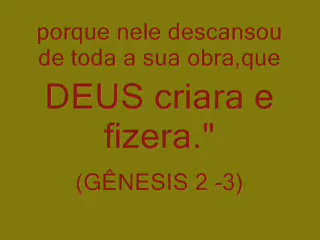 porque nele descansou
de toda a sua obra,que
DEUS criara e
fizera."
(GÊNESIS 2 -3)